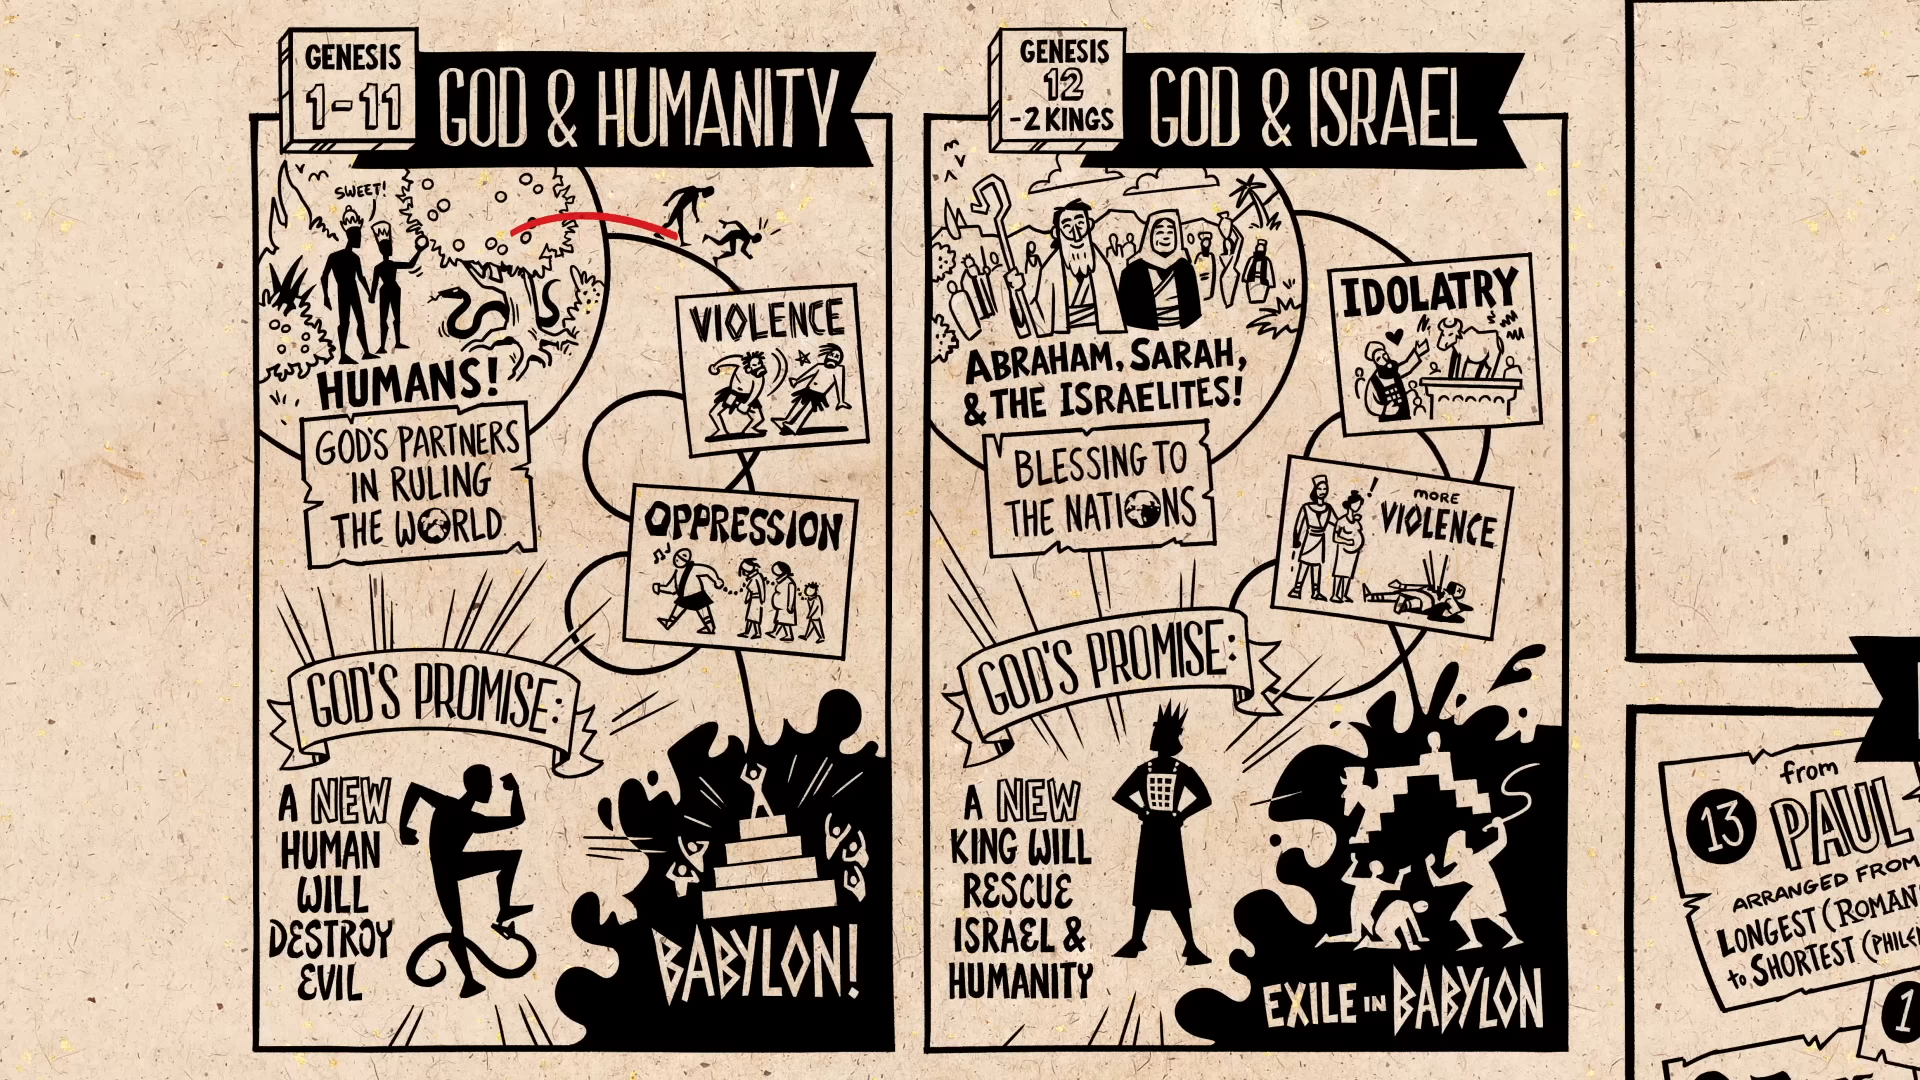 GENESIS
1-11
GOD & HUMANITY
SWEET!
HUMANS!
GOD'S PARTNERS
IN RULING
THE WORLD
VIOLENCE
OPPRESSION
GOD'S PROMISE:
A NEW
HUMAN
WILL
DESTROY
EVIL
BABYLON!
GENESIS
12
-2 KINGS
GOD & ISRAEL
ABRAHAM, SARAH,
& THE ISRAELITES!
BLESSING TO
THE NATIONS
IDOLATRY
MORE
VIOLENCE
GOD'S PROMISE:
A NEW
KING WILL
RESCUE
ISRAEL &
HUMANITY
EXILE IN BABYLON
13
from
PAUL
ARRANGED FROM
LONGEST (ROMAN
to SHORTEST (PHILE
1